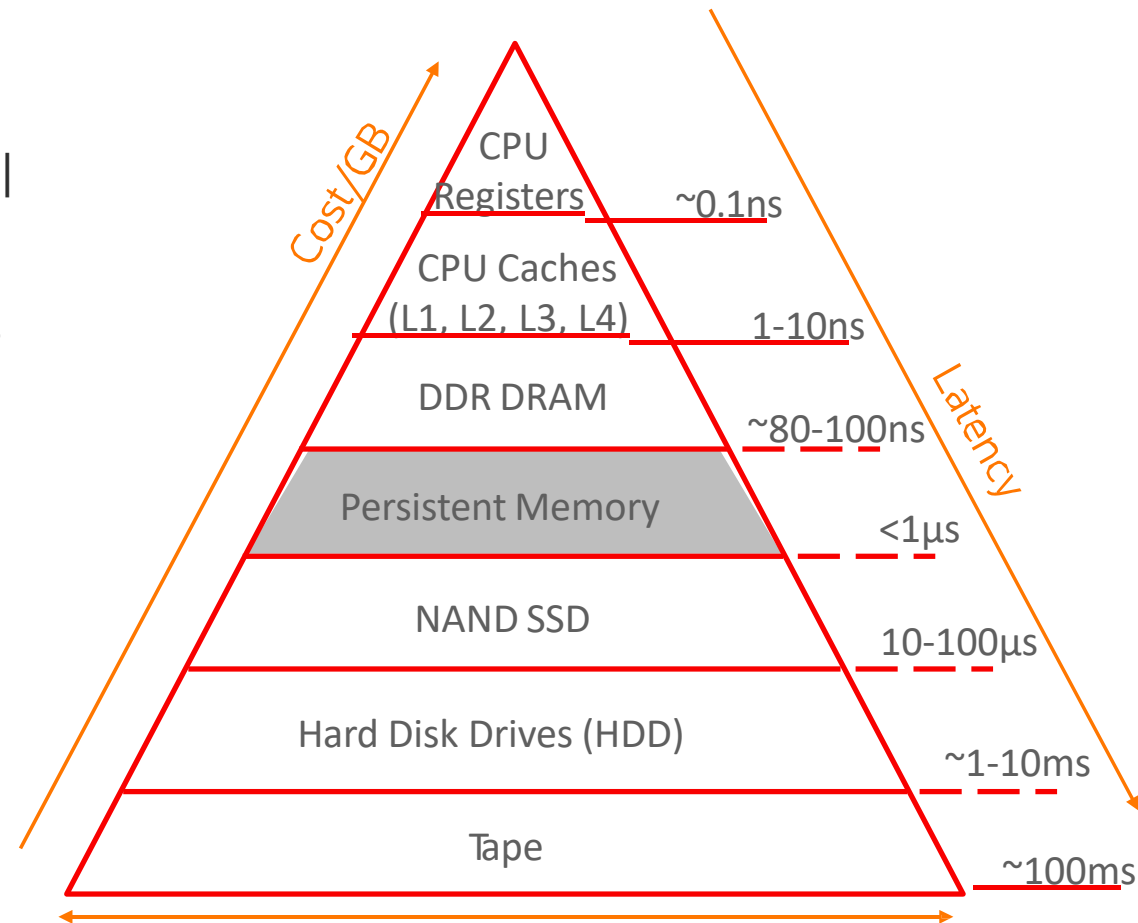 Cost/GB
CPU
Registers
~0.1ns
CPU Caches
(L1, L2, L3, L4)
1-10ns
DDR DRAM
~80-100ns
Latency
Persistent Memory
<1µs
NAND SSD
10-100µs
Hard Disk Drives (HDD)
~1-10ms
Tape
~100ms